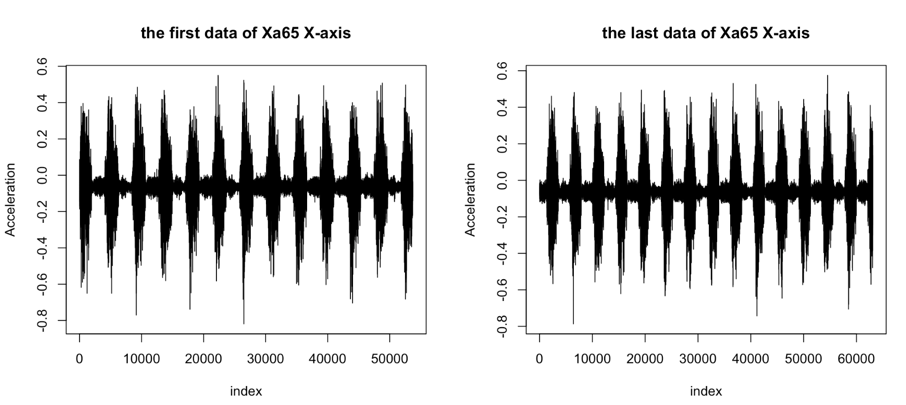 the first data of Xa65 X-axis
Acceleration
0.6
0.4
0.2
0.0
-0.2
-0.4
-0.6
-0.8
0 10000 20000 30000 40000 50000
index
the last data of Xa65 X-axis
Acceleration
0.6
0.4
0.2
0.0
-0.2
-0.4
-0.6
-0.8
0 10000 20000 30000 40000 50000 60000
index